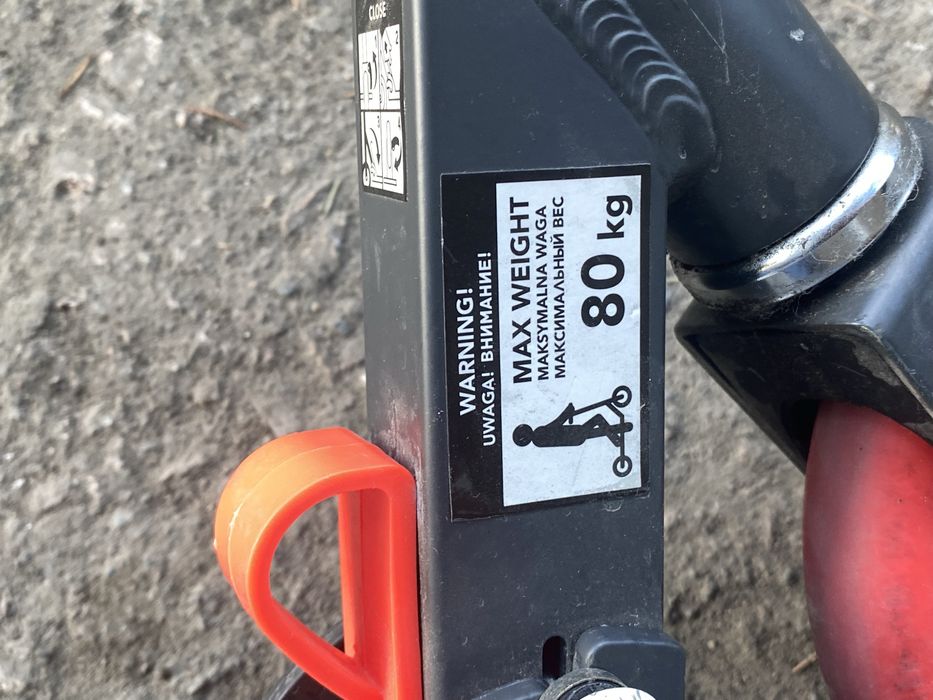 CLOSE
WARNING!
UWAGA! ВНИМАНИЕ!
MAX WEIGHT
MAKSYMALNA WAGA
МАКСИМАЛЬНЫЙ ВЕС
80 kg